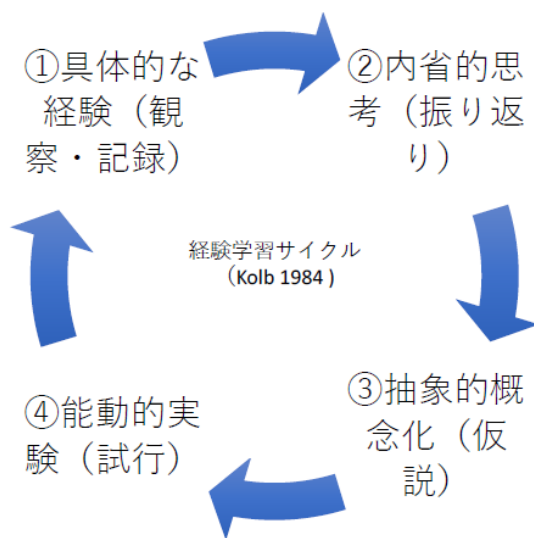 ①具体的な
経験（観
察・記録）
②内省的思
考（振り返
り）
経験学習サイクル
（Kolb 1984 )
③抽象的概
念化（仮
説）
④能動的実
験（試行）